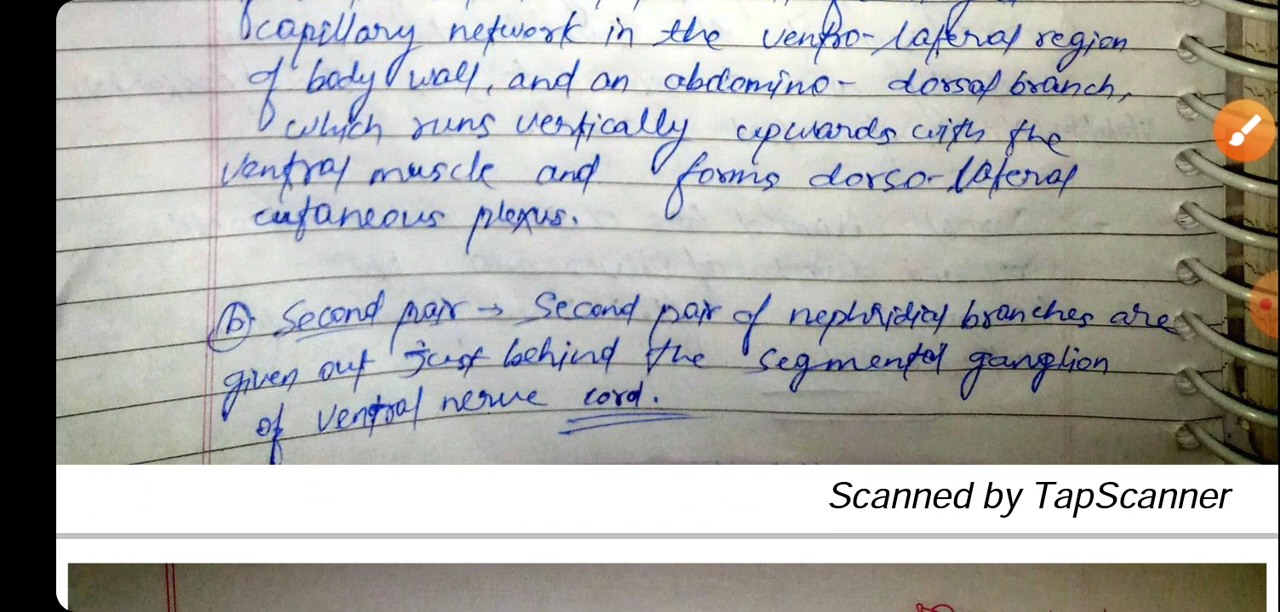 capillary network in the ventro-lateral region
of body wall, and an abdomino- dorsal branch,
which runs vertically upwards with the
ventral muscle and forms dorso-lateral
cutaneous plexus.
(b) Second pair → Second pair of nephridial branches are
given out just behind the segmental ganglion
of ventral nerve cord.
Scanned by TapScanner